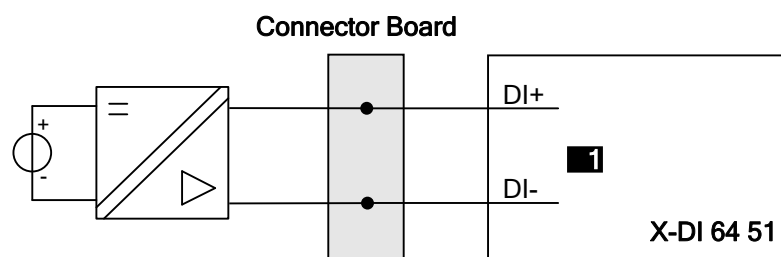 Connector Board
=
DI+
+
1
-
DI-
X-DI 64 51